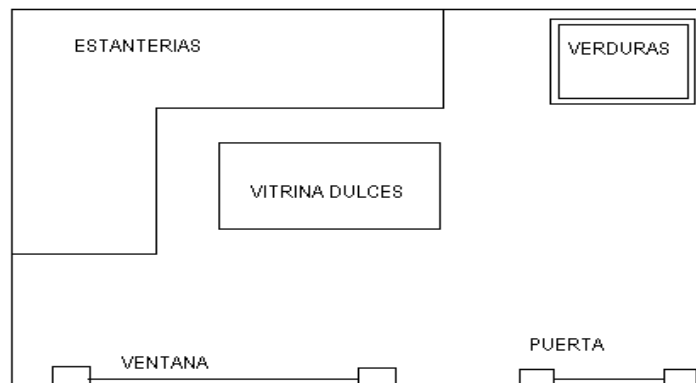 ESTANTERIAS
VERDURAS
VITRINA DULCES
PUERTA
VENTANA